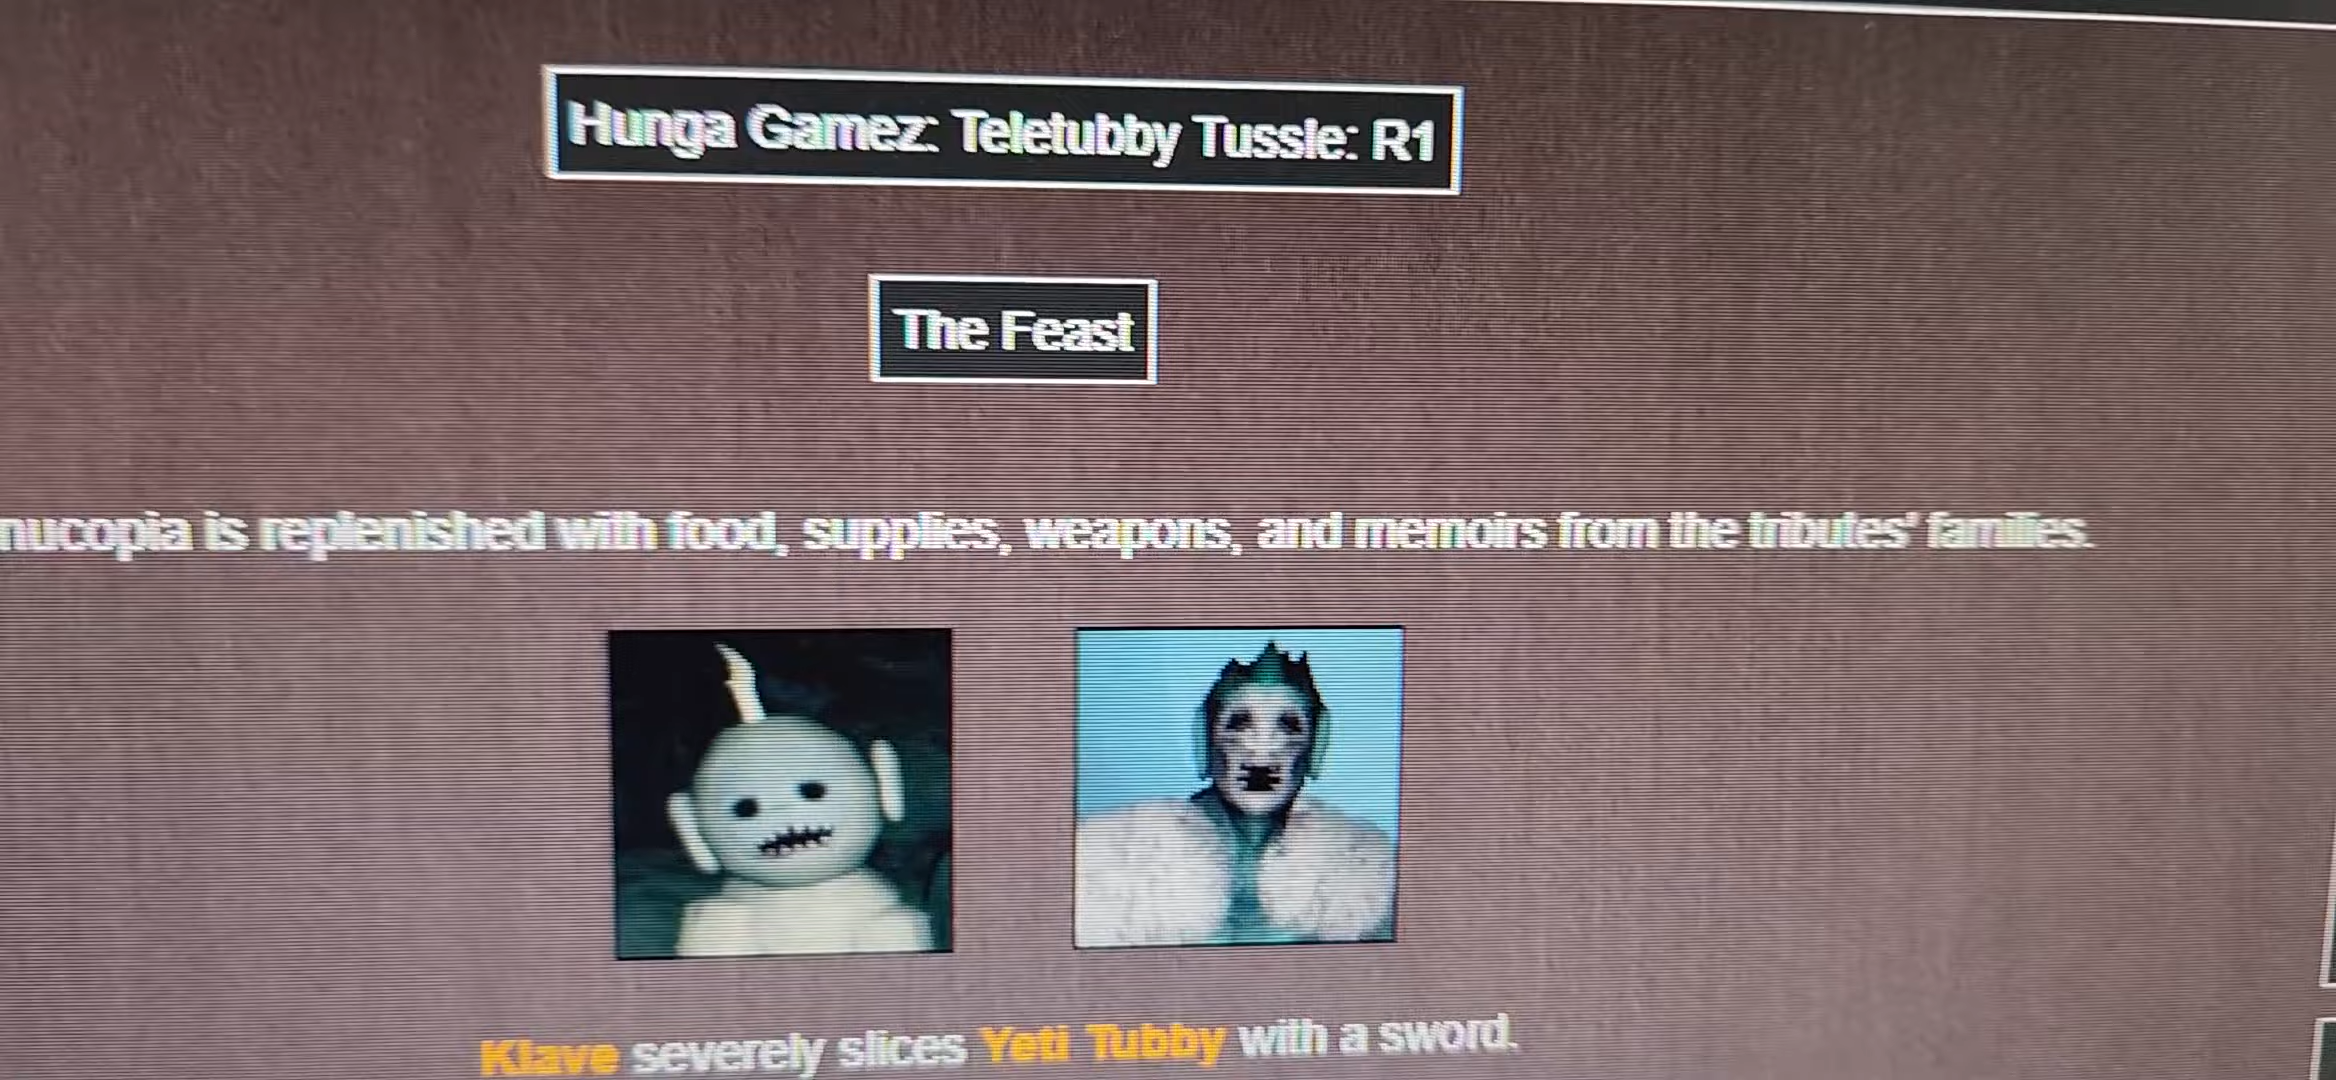 Hunga Gamez: Teletubby Tussle: R1
The Feast
nucopia is replenished with food, supplies, weapons, and memoirs from the tributes' families.
Klave severely slices Yeti Tubby with a sword.